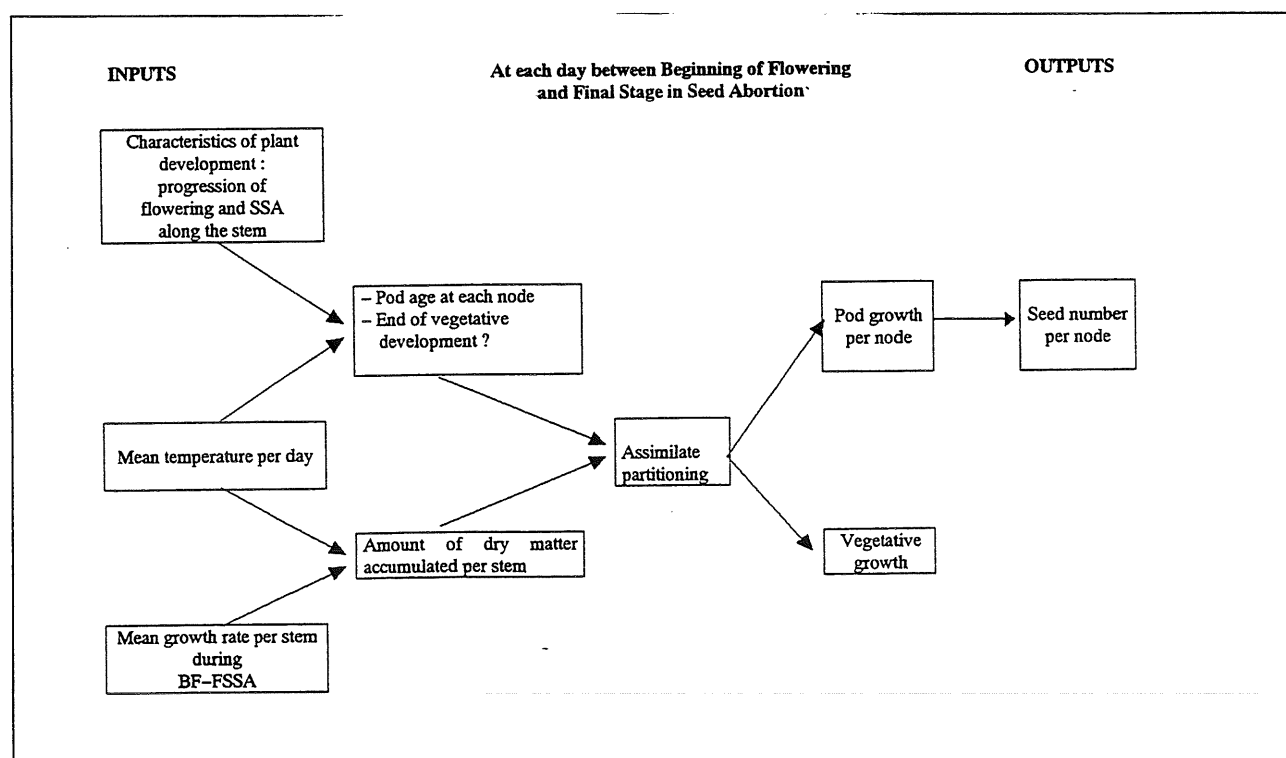 INPUTS
At each day between Beginning of Flowering
and Final Stage in Seed Abortion
OUTPUTS
Characteristics of plant
development :
progression of
flowering and SSA
along the stem
– Pod age at each node
– End of vegetative
development ?
Pod growth
per node
Seed number
per node
Mean temperature per day
Assimilate
partitioning
Amount of dry matter
accumulated per stem
Vegetative
growth
Mean growth rate per stem
during
BF–FSSA